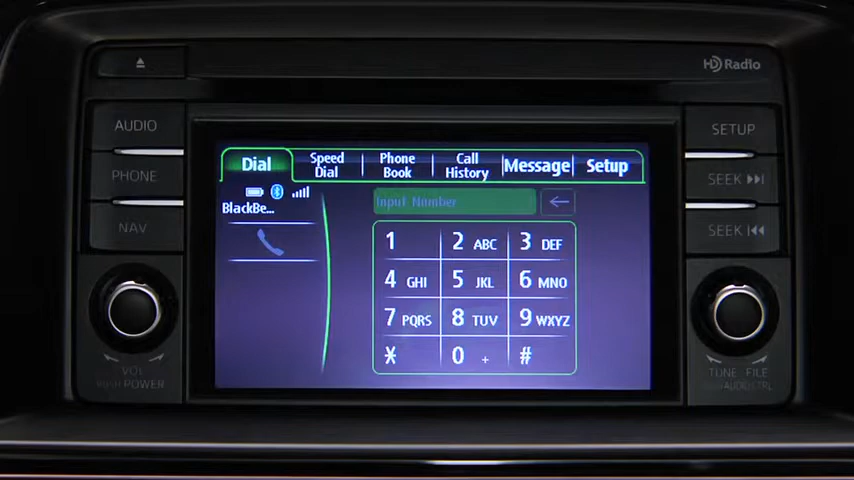 HD Radio
AUDIO
PHONE
NAV
VOL
PUSH POWER
SETUP
SEEK
SEEK
TUNE FILE
AUDIO CTRL
Dial
Speed
Dial
Phone
Book
Call
History
Message
Setup
BlackBe...
Input Number
1
2 ABC
3 DEF
4 GHI
5 JKL
6 MNO
7 PQRS
8 TUV
9 WXYZ
*
0 +
#